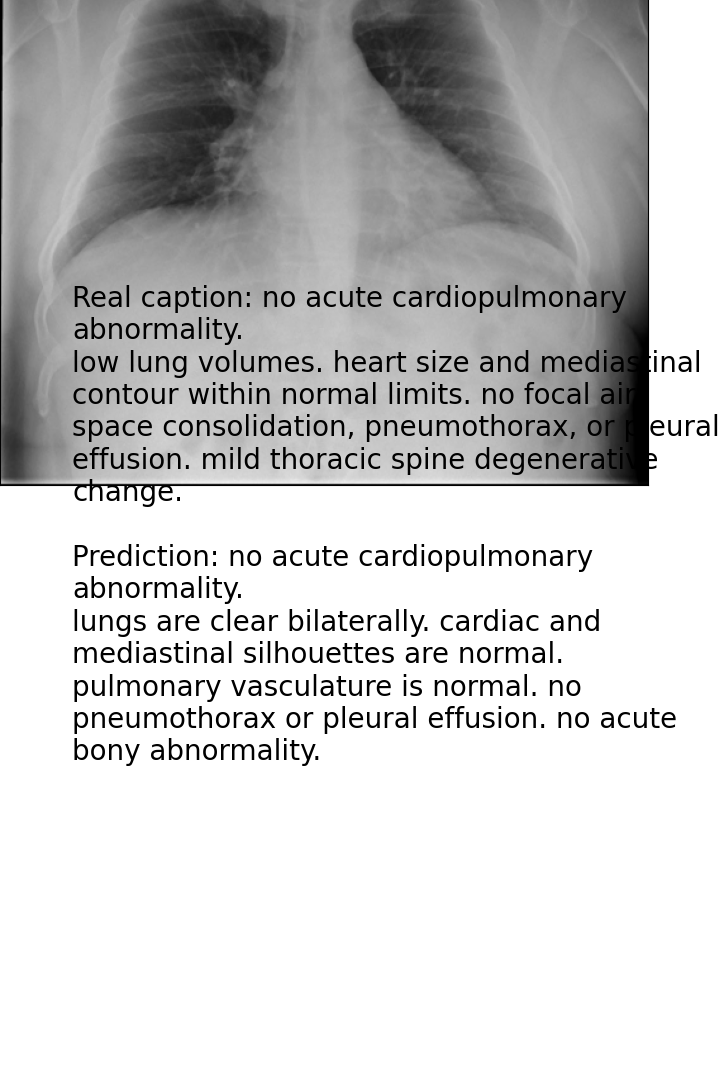 Real caption: no acute cardiopulmonary
abnormality.
low lung volumes. heart size and mediastinal
contour within normal limits. no focal air
space consolidation, pneumothorax, or pleural
effusion. mild thoracic spine degenerative
change.
Prediction: no acute cardiopulmonary
abnormality.
lungs are clear bilaterally. cardiac and
mediastinal silhouettes are normal.
pulmonary vasculature is normal. no
pneumothorax or pleural effusion. no acute
bony abnormality.